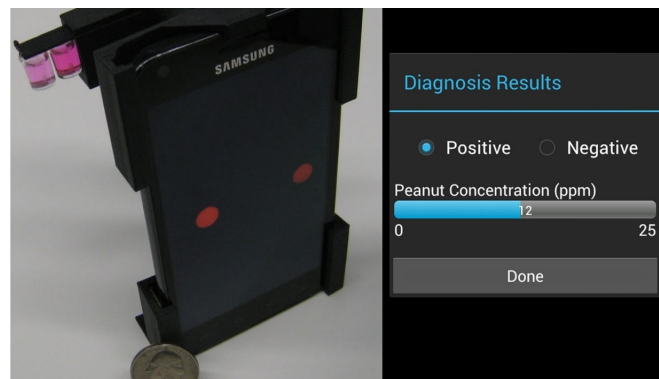 SAMSUNG
Diagnosis Results
Positive Negative
Peanut Concentration (ppm)
12
0 25
Done